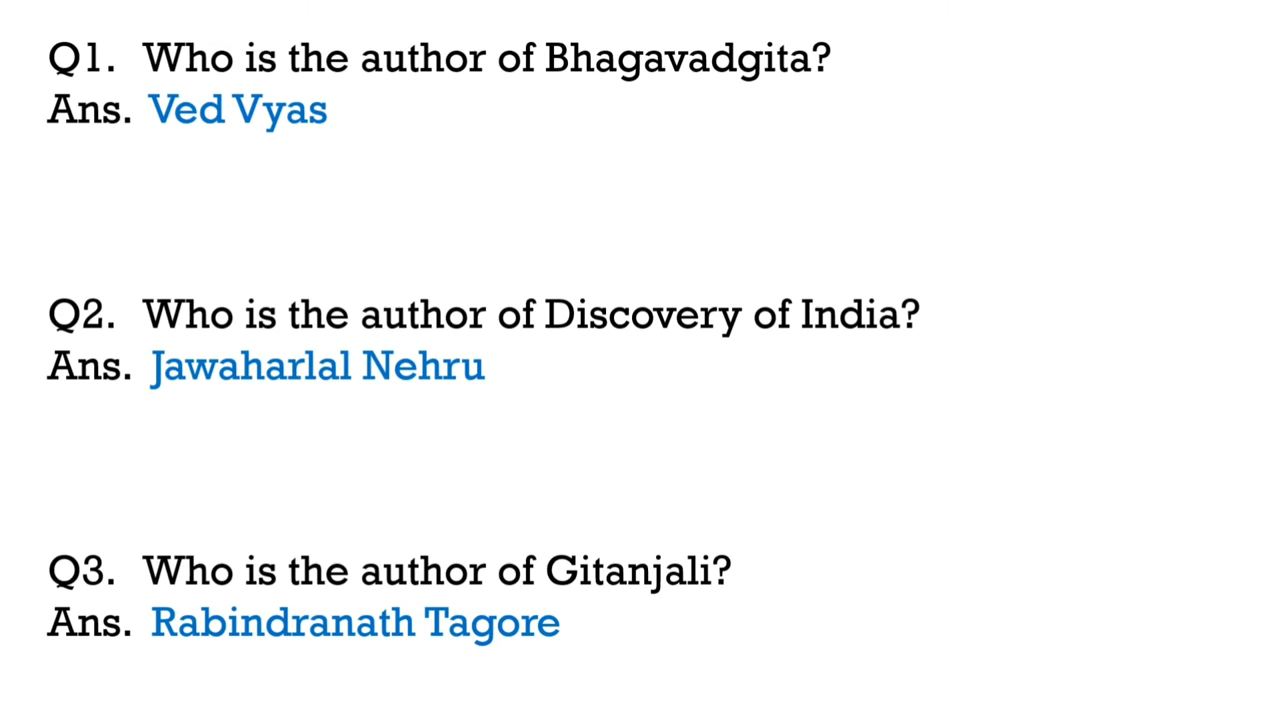 Q1. Who is the author of Bhagavadgita?
Ans. Ved Vyas
Q2. Who is the author of Discovery of India?
Ans. Jawaharlal Nehru
Q3. Who is the author of Gitanjali?
Ans. Rabindranath Tagore